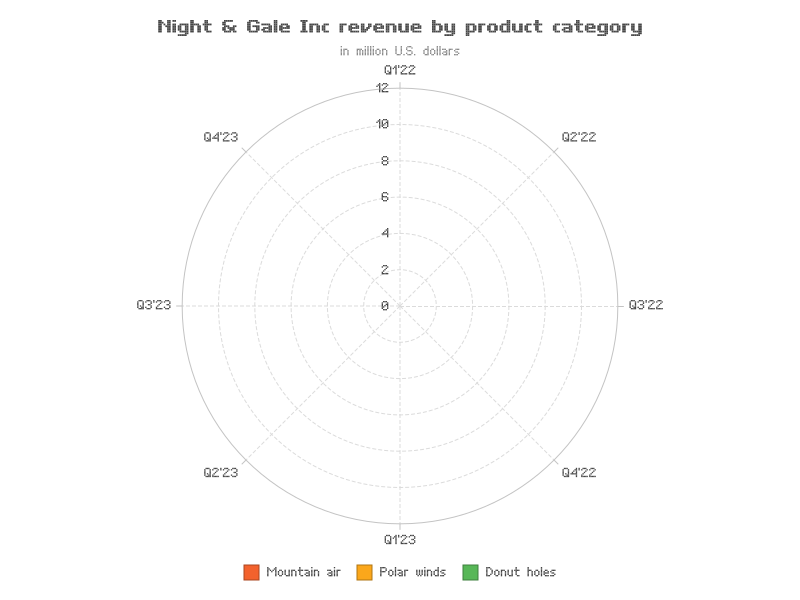 Night & Gale Inc revenue by product category
in million U.S. dollars
Q1'22
12
10
Q4'23
Q2'22
8
6
4
2
Q3'23
0
Q3'22
Q2'23
Q4'22
Q1'23
Mountain air
Polar winds
Donut holes